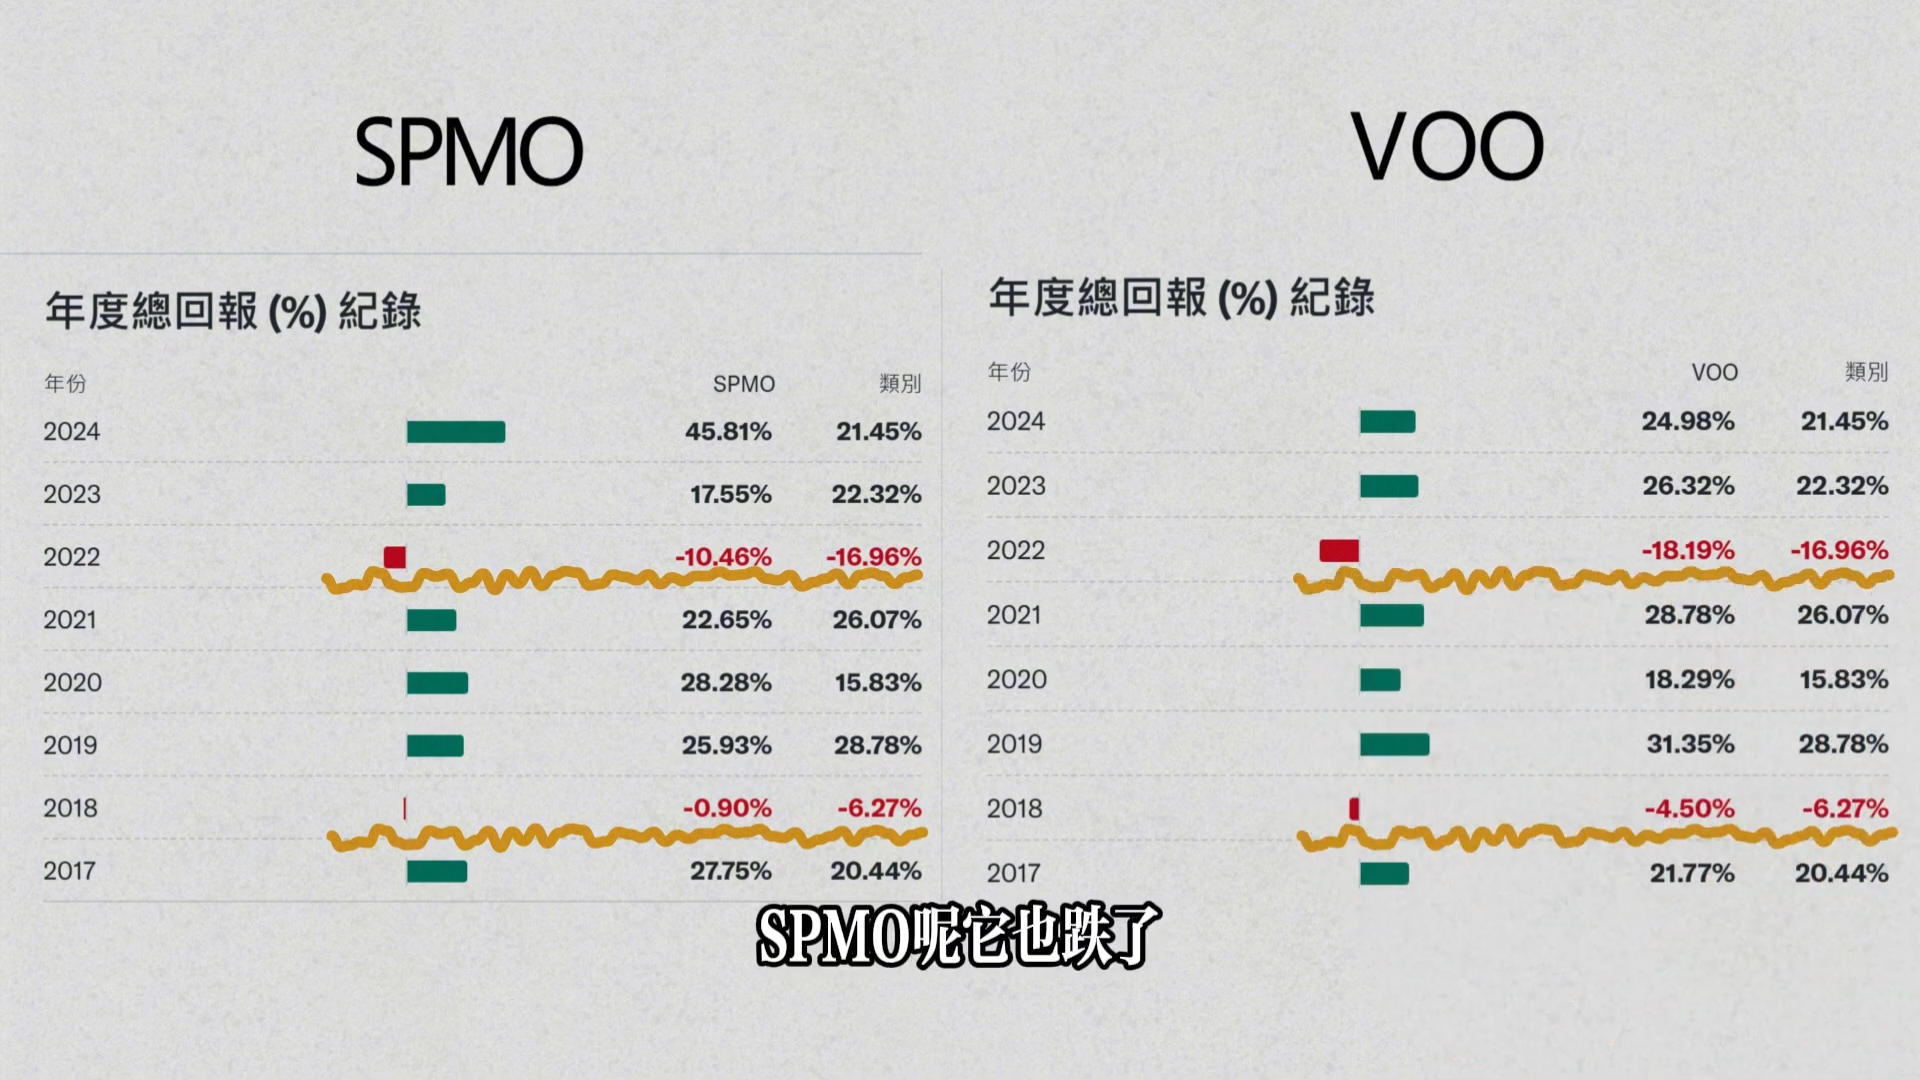 SPMO
年度總回報 (%) 紀錄
年份 SPMO 類別
2024 45.81% 21.45%
2023 17.55% 22.32%
2022 -10.46% -16.96%
2021 22.65% 26.07%
2020 28.28% 15.83%
2019 25.93% 28.78%
2018 -0.90% -6.27%
2017 27.75% 20.44%
VOO
年度總回報 (%) 紀錄
年份 VOO 類別
2024 24.98% 21.45%
2023 26.32% 22.32%
2022 -18.19% -16.96%
2021 28.78% 26.07%
2020 18.29% 15.83%
2019 31.35% 28.78%
2018 -4.50% -6.27%
2017 21.77% 20.44%
SPMO呢它也跌了